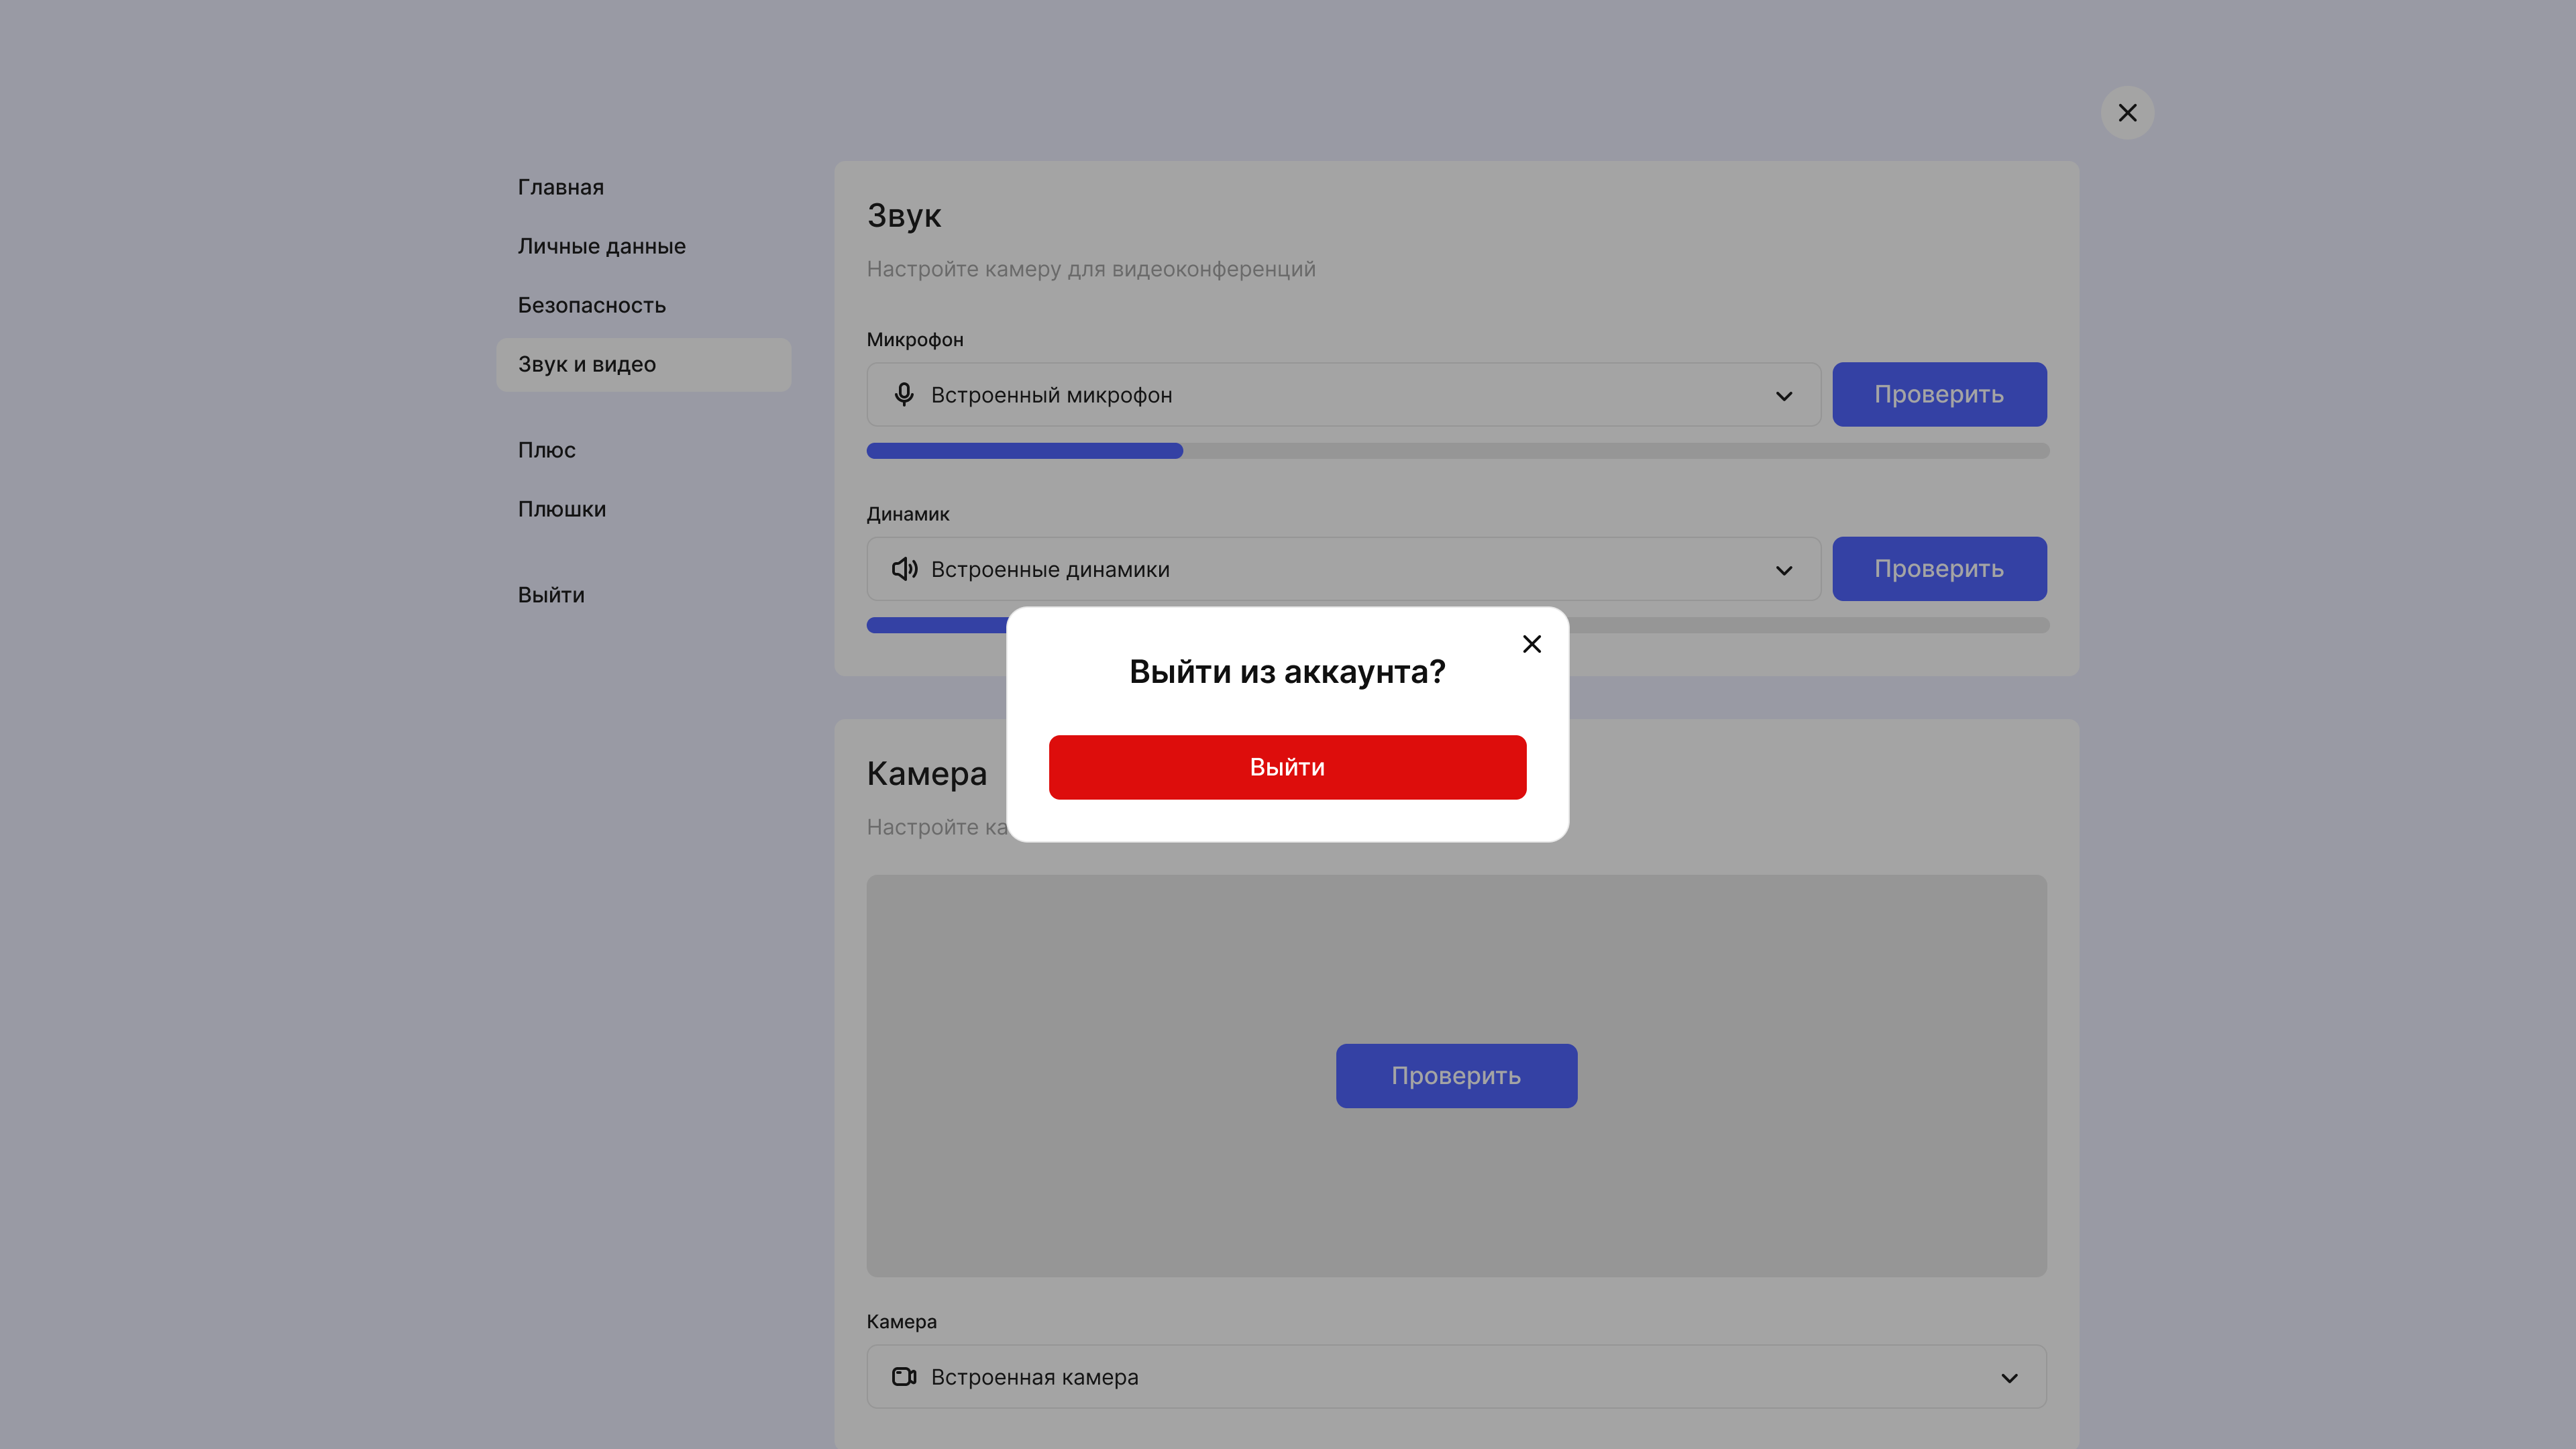 Главная
Личные данные
Безопасность
Звук и видео
Плюс
Плюшки
Выйти
Звук
Настройте камеру для видеоконференций
Микрофон
Встроенный микрофон
Проверить
Динамик
Встроенные динамики
Проверить
Выйти из аккаунта?
Выйти
Камера
Настройте
Проверить
Камера
Встроенная камера